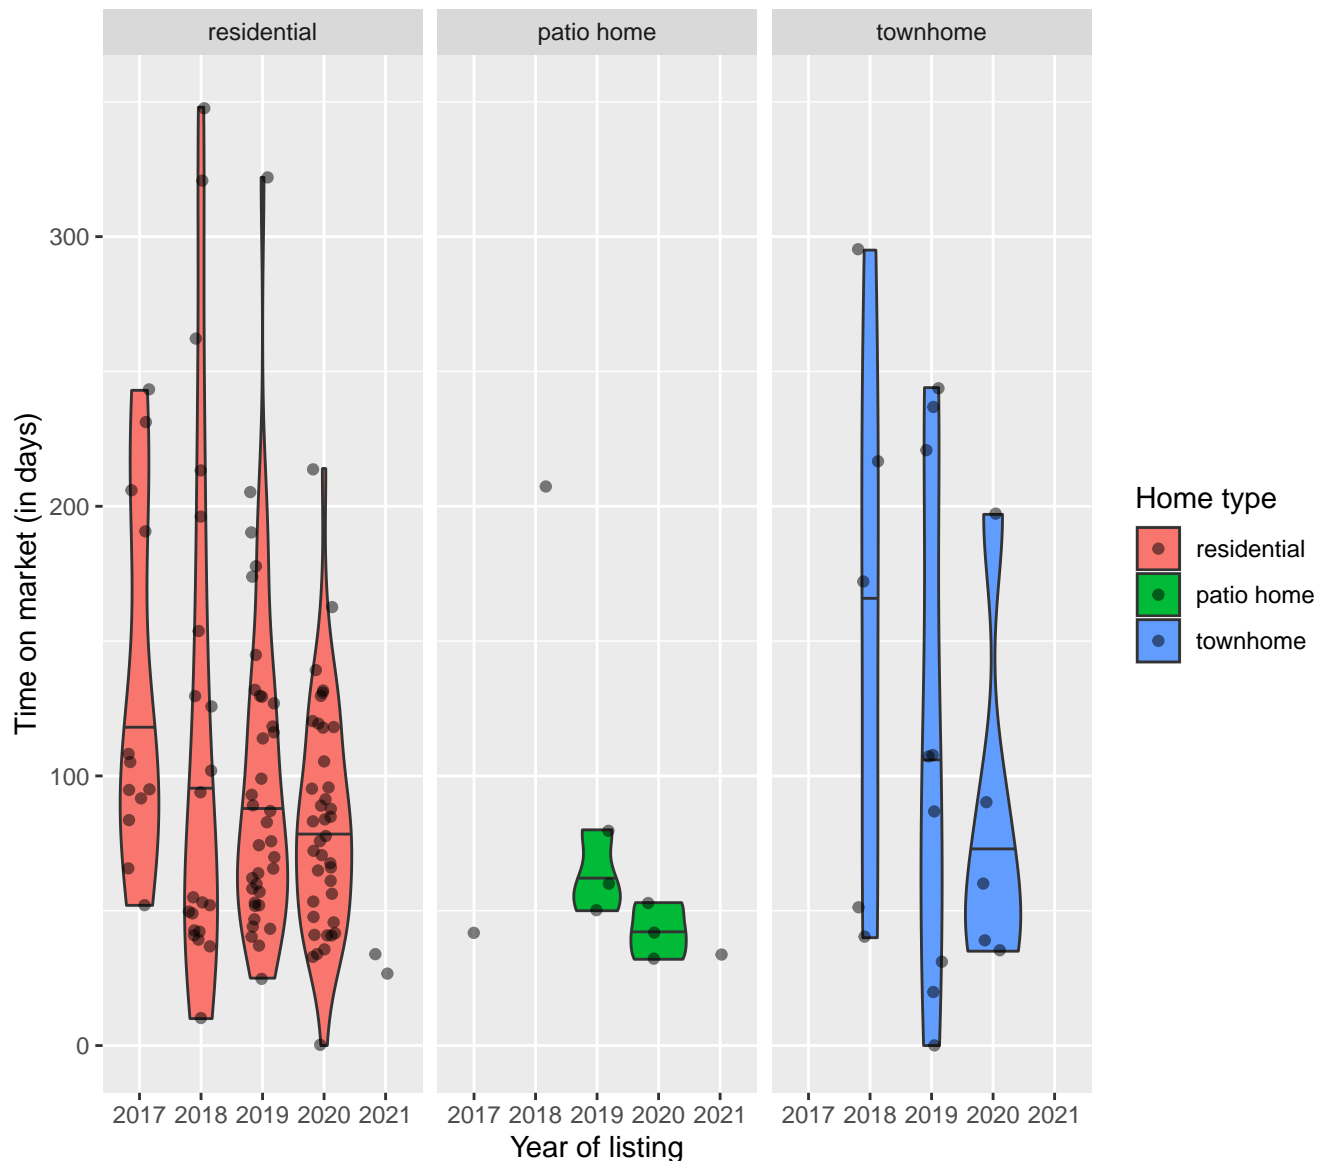 residential patio home townhome
300
200
100
0
Time on market (in days)
2017 2018 2019 2020 2021 2017 2018 2019 2020 2021 2017 2018 2019 2020 2021
Year of listing
Home type
residential
patio home
townhome